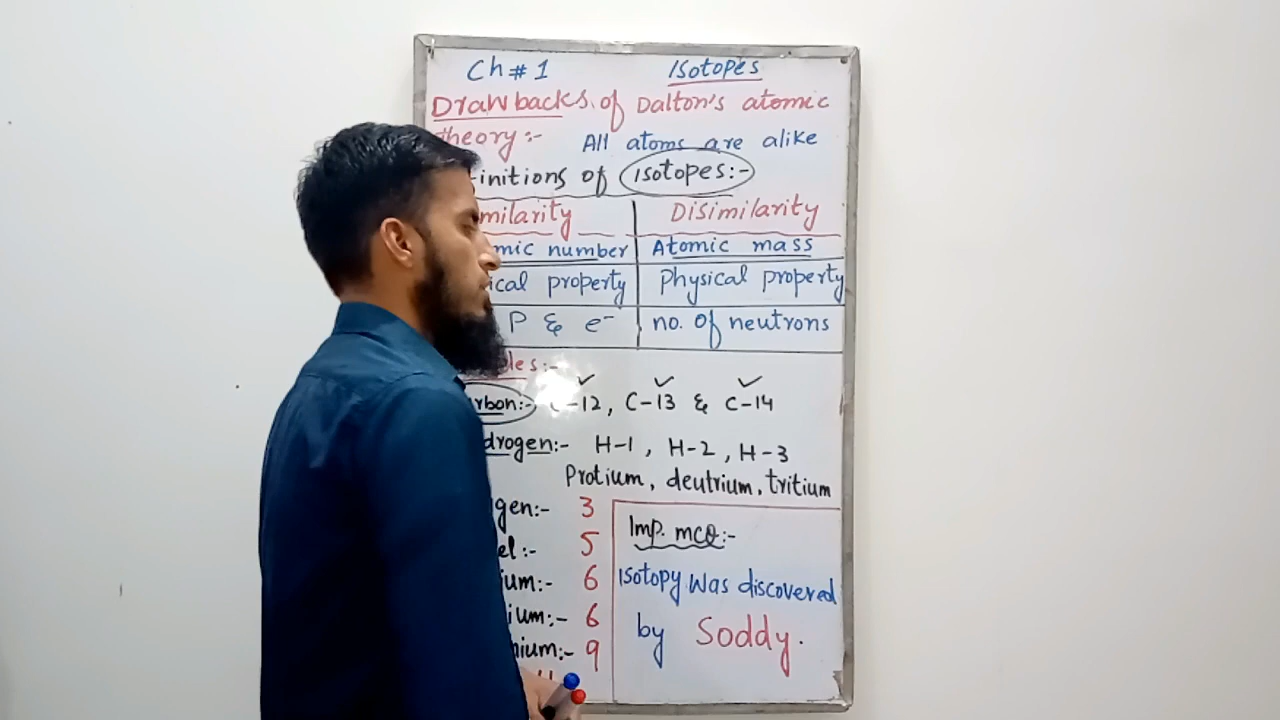 Ch # 1 Isotopes
Drawbacks of Dalton's atomic
theory:- All atoms are alike
initions of isotopes:-
milarity Disimilarity
mic number Atomic mass
ical property Physical property
P & e⁻ no. of neutrons
les:-
rbon:- C-12, C-13 & C-14
drogen:- H-1, H-2, H-3
Protium, deutrium, tritium
gen:- 3
el:- 5
ium:- 6
ium:- 6
nium:- 9
Imp. mcQ:-
Isotopy was discovered
by Soddy.